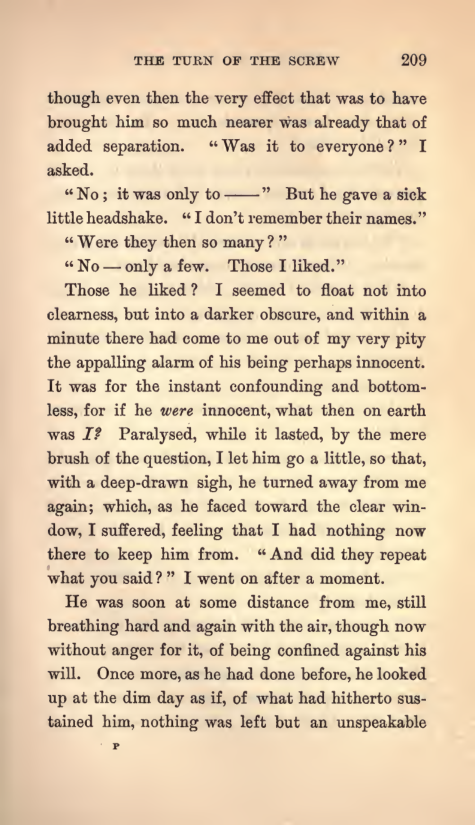 THE TURN OF THE SCREW 209
though even then the very effect that was to have
brought him so much nearer was already that of
added separation. "Was it to everyone?" I
asked.
"No; it was only to ——" But he gave a sick
little headshake. "I don't remember their names."
"Were they then so many?"
"No — only a few. Those I liked."
Those he liked? I seemed to float not into
clearness, but into a darker obscure, and within a
minute there had come to me out of my very pity
the appalling alarm of his being perhaps innocent.
It was for the instant confounding and bottom-
less, for if he were innocent, what then on earth
was I? Paralysed, while it lasted, by the mere
brush of the question, I let him go a little, so that,
with a deep-drawn sigh, he turned away from me
again; which, as he faced toward the clear win-
dow, I suffered, feeling that I had nothing now
there to keep him from. "And did they repeat
what you said?" I went on after a moment.
He was soon at some distance from me, still
breathing hard and again with the air, though now
without anger for it, of being confined against his
will. Once more, as he had done before, he looked
up at the dim day as if, of what had hitherto sus-
tained him, nothing was left but an unspeakable
P